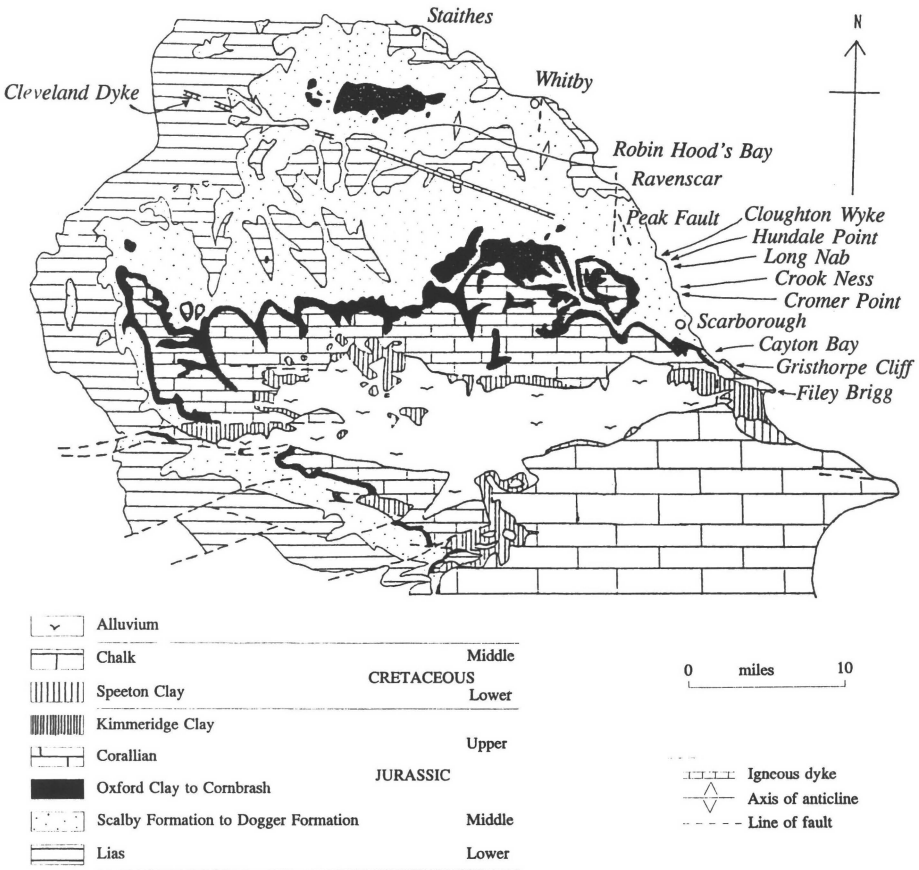 Staithes
N
Whitby
Cleveland Dyke
Robin Hood's Bay
Ravenscar
Peak Fault
Cloughton Wyke
Hundale Point
Long Nab
Crook Ness
Cromer Point
Scarborough
Cayton Bay
Gristhorpe Cliff
Filey Brigg
Alluvium
Chalk Middle
CRETACEOUS
Speeton Clay Lower
Kimmeridge Clay
Upper
Corallian
JURASSIC
Oxford Clay to Cornbrash
Scalby Formation to Dogger Formation Middle
Lias Lower
0 miles 10
Igneous dyke
Axis of anticline
Line of fault